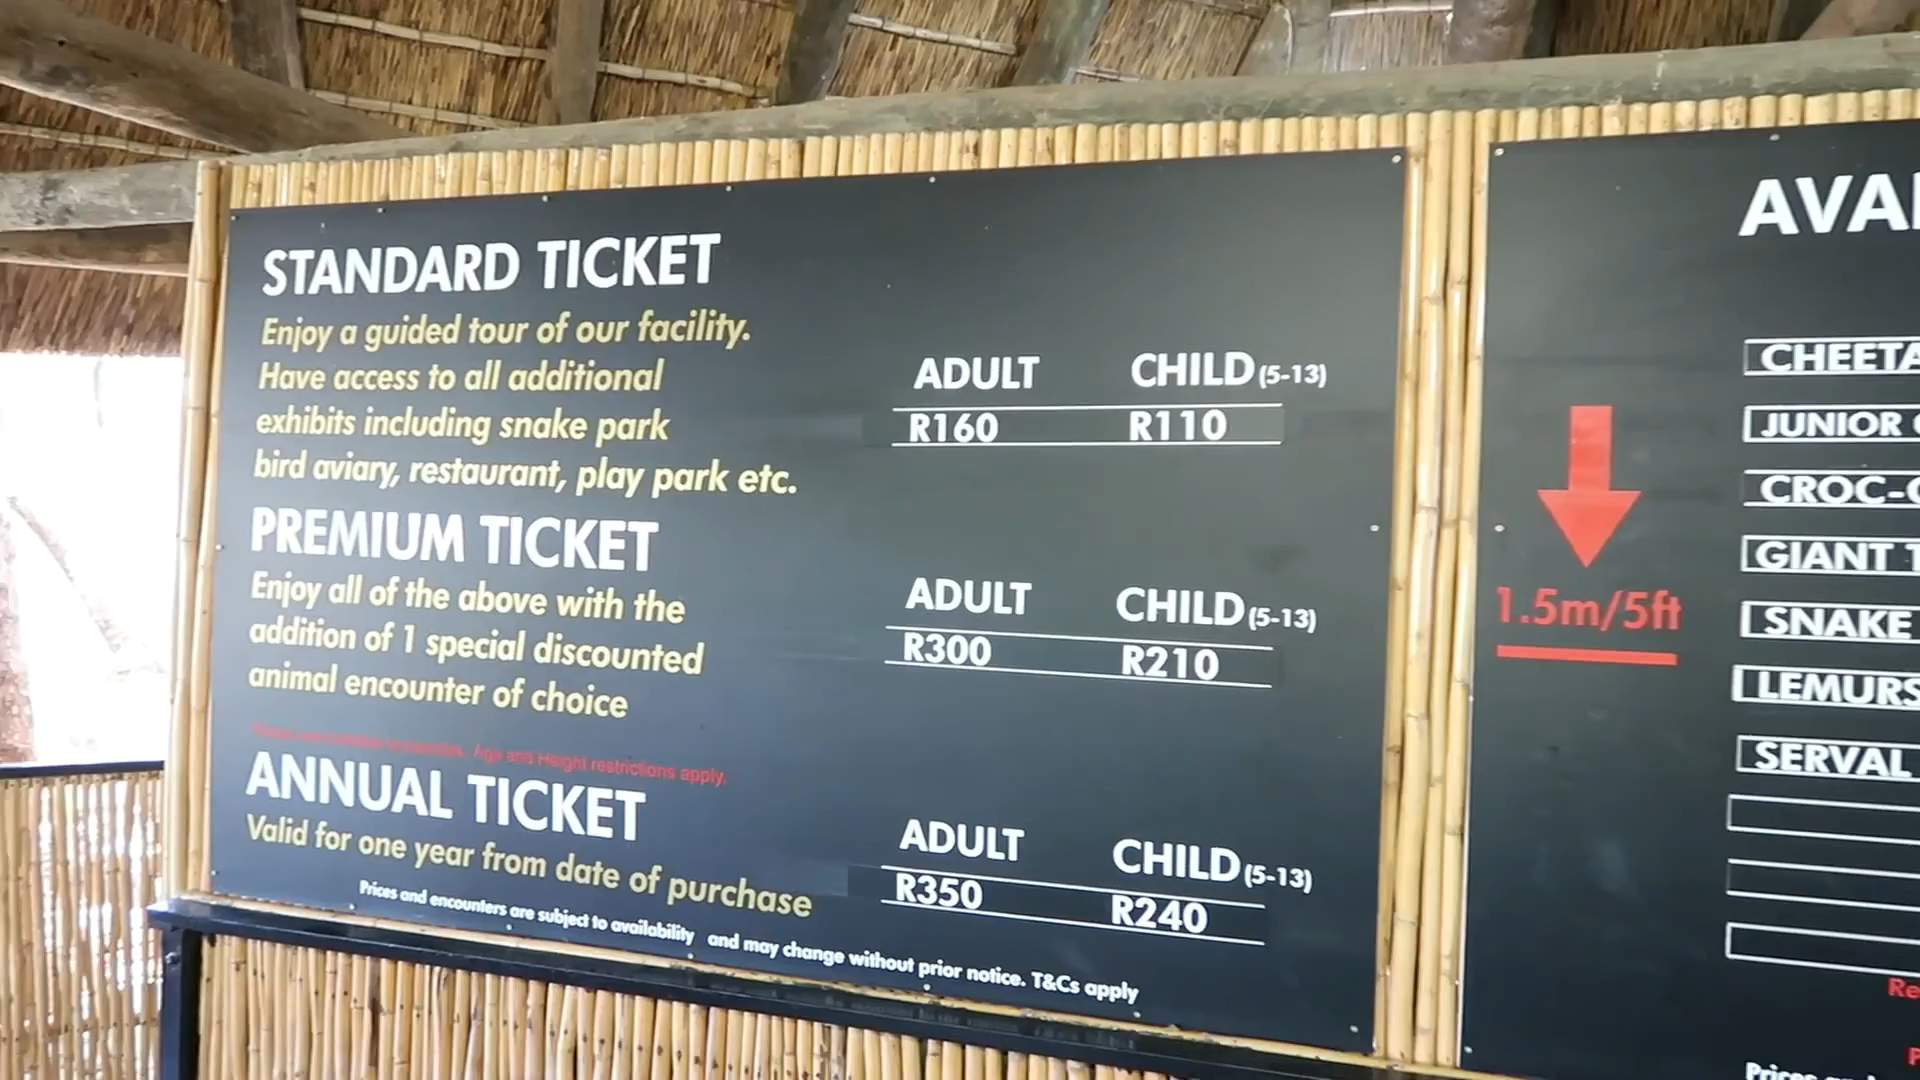 STANDARD TICKET
Enjoy a guided tour of our facility.
Have access to all additional
exhibits including snake park
bird aviary, restaurant, play park etc.
ADULT CHILD (5-13)
R160 R110
PREMIUM TICKET
Enjoy all of the above with the
addition of 1 special discounted
animal encounter of choice
ADULT CHILD (5-13)
R300 R210
Age and Height restrictions apply.
ANNUAL TICKET
Valid for one year from date of purchase
ADULT CHILD (5-13)
R350 R240
Prices and encounters are subject to availability and may change without prior notice. T&Cs apply
AVA
1.5m/5ft
CHEETA
JUNIOR
CROC-
GIANT
SNAKE
LEMURS
SERVAL
Re
P
Prices